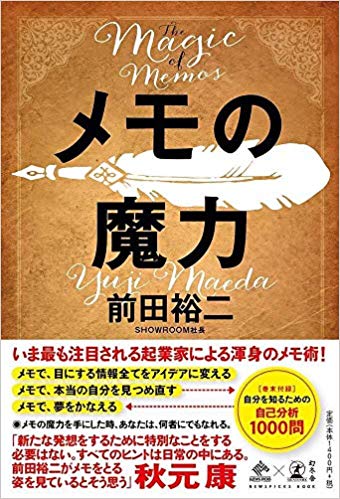 The
Magic
of
Memos
メモの
魔力
Yuji Maeda
前田裕二
SHOWROOM社長
いま最も注目される起業家による渾身のメモ術!
メモで、目にする情報全てをアイデアに変える
メモで、本当の自分を見つめ直す
メモで、夢をかなえる
◉メモの魔力を手にした時、あなたは、何者にでもなれる。
「新たな発想をするために特別なことをする
必要はない。すべてのヒントは日常の中にある。
前田裕二がメモをとる
姿を見ているとそう思う」
秋元 康
【巻末付録】
自分を知るための
自己分析
1000問
定価:本体1400円+税
NEWS PICKS
×
幻冬舎
NEWSPICKS BOOK